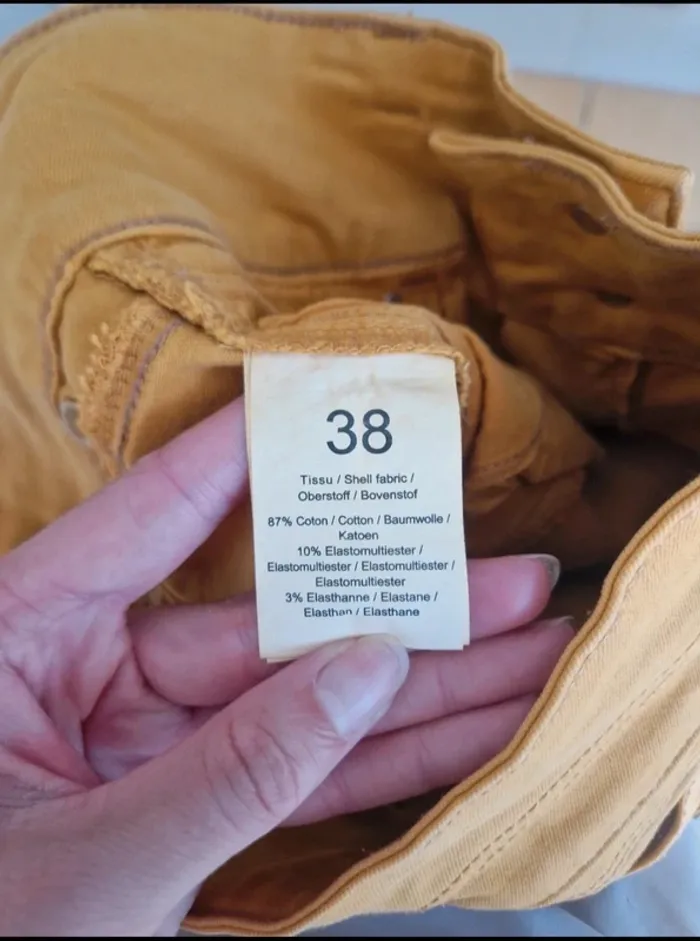 38
Tissu / Shell fabric /
Oberstoff / Bovenstof
87% Coton / Cotton / Baumwolle /
Katoen
10% Elastomultiester /
Elastomultiester / Elastomultiester /
Elastomultiester
3% Elasthanne / Elastane /
Elasthan / Elasthane